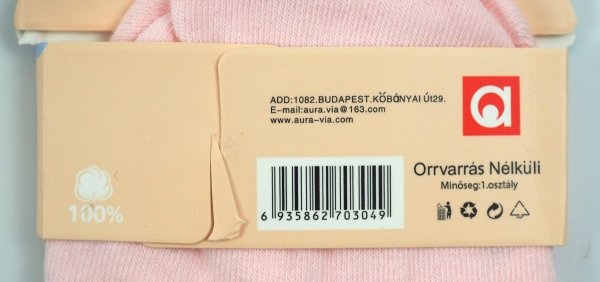 ADD:1082.BUDAPEST.KŐBÁNYAI Út29.
E-mail:aura.via@163.com
www.aura-via.com
a
Orrvarrás Nélküli
Minőseg:1.osztály
6 935862 703049
100%